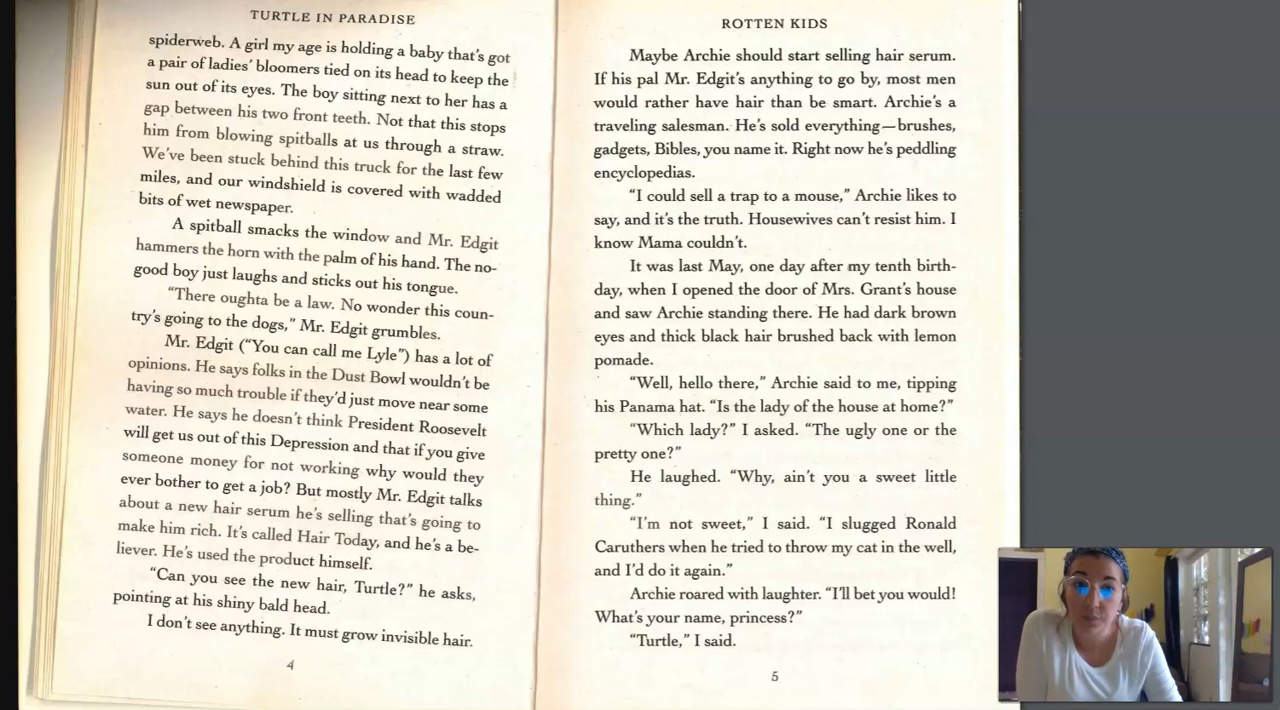 TURTLE IN PARADISE
spiderweb. A girl my age is holding a baby that's got
a pair of ladies' bloomers tied on its head to keep the
sun out of its eyes. The boy sitting next to her has a
gap between his two front teeth. Not that this stops
him from blowing spitballs at us through a straw.
We've been stuck behind this truck for the last few
miles, and our windshield is covered with wadded
bits of wet newspaper.
A spitball smacks the window and Mr. Edgit
hammers the horn with the palm of his hand. The no-
good boy just laughs and sticks out his tongue.
“There oughta be a law. No wonder this coun-
try's going to the dogs,” Mr. Edgit grumbles.
Mr. Edgit (“You can call me Lyle”) has a lot of
opinions. He says folks in the Dust Bowl wouldn't be
having so much trouble if they'd just move near some
water. He says he doesn't think President Roosevelt
will get us out of this Depression and that if you give
someone money for not working why would they
ever bother to get a job? But mostly Mr. Edgit talks
about a new hair serum he's selling that's going to
make him rich. It's called Hair Today, and he's a be-
liever. He's used the product himself.
“Can you see the new hair, Turtle?” he asks,
pointing at his shiny bald head.
I don't see anything. It must grow invisible hair.
4
ROTTEN KIDS
Maybe Archie should start selling hair serum.
If his pal Mr. Edgit's anything to go by, most men
would rather have hair than be smart. Archie's a
traveling salesman. He's sold everything—brushes,
gadgets, Bibles, you name it. Right now he's peddling
encyclopedias.
“I could sell a trap to a mouse,” Archie likes to
say, and it's the truth. Housewives can't resist him. I
know Mama couldn't.
It was last May, one day after my tenth birth-
day, when I opened the door of Mrs. Grant's house
and saw Archie standing there. He had dark brown
eyes and thick black hair brushed back with lemon
pomade.
“Well, hello there,” Archie said to me, tipping
his Panama hat. “Is the lady of the house at home?”
“Which lady?” I asked. “The ugly one or the
pretty one?”
He laughed. “Why, ain't you a sweet little
thing.”
“I'm not sweet,” I said. “I slugged Ronald
Caruthers when he tried to throw my cat in the well,
and I'd do it again.”
Archie roared with laughter. “I'll bet you would!
What's your name, princess?”
“Turtle,” I said.
5